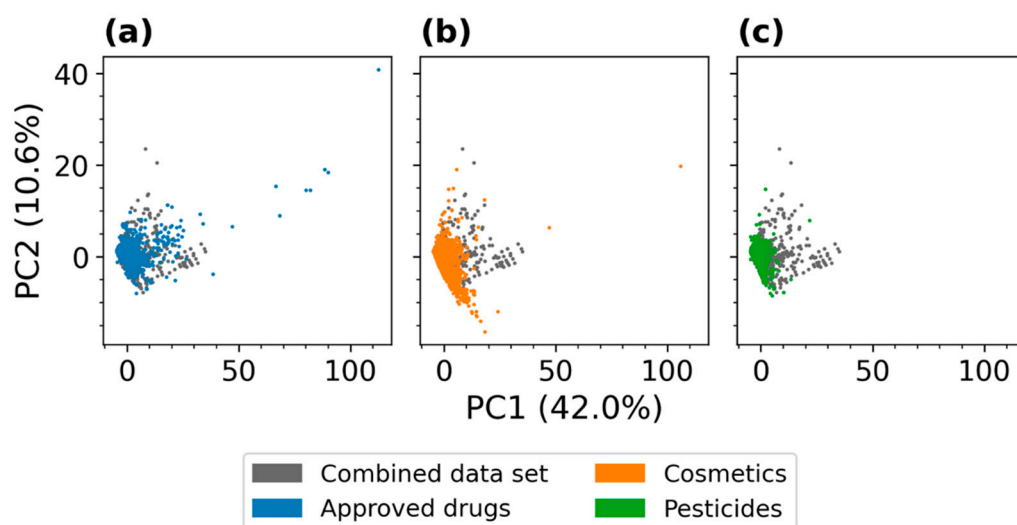 (a) (b) (c)
40
20
0
PC2 (10.6%)
0 50 100 0 50 100 0 50 100
PC1 (42.0%)
Combined data set Cosmetics
Approved drugs Pesticides